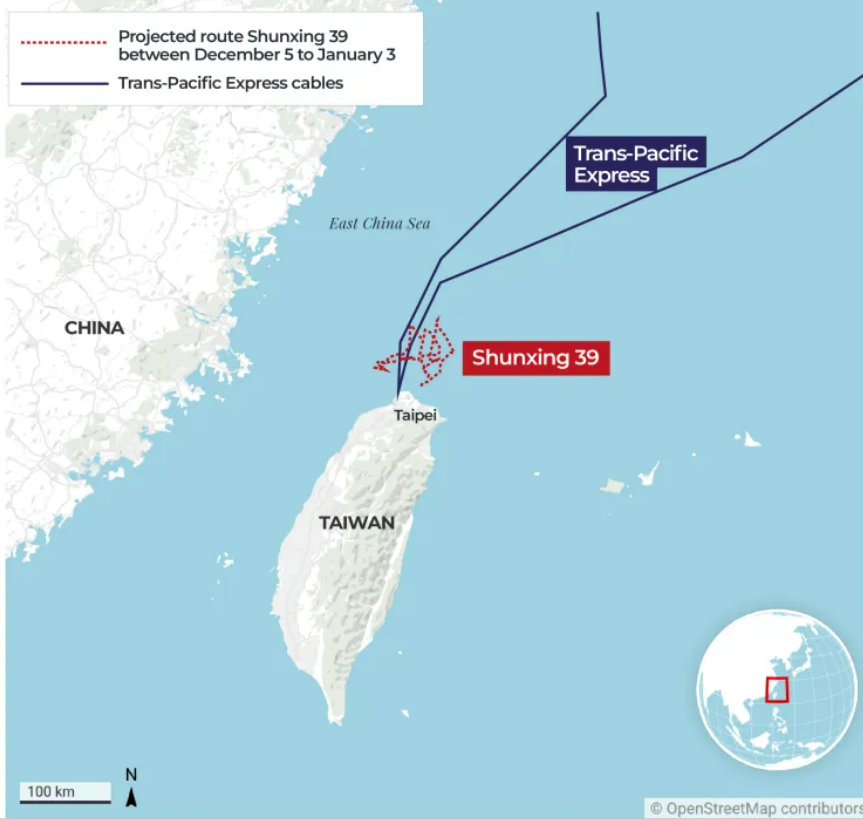 Projected route Shunxing 39
between December 5 to January 3
Trans-Pacific Express cables
Trans-Pacific
Express
East China Sea
CHINA
Shunxing 39
Taipei
TAIWAN
100 km
N
© OpenStreetMap contributors